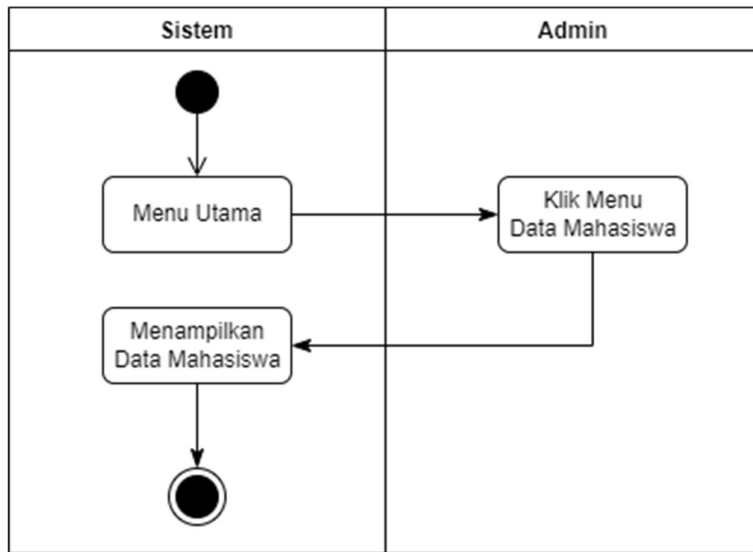 Sistem
Admin
Menu Utama
Klik Menu
Data Mahasiswa
Menampilkan
Data Mahasiswa